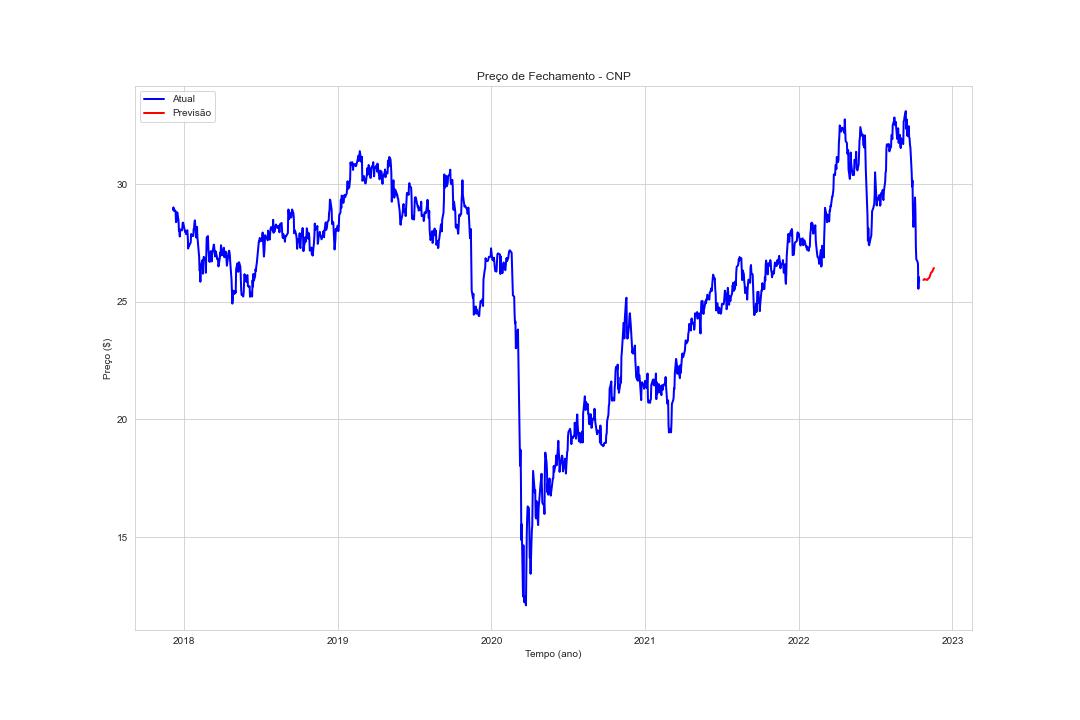 Preço de Fechamento - CNP
Atual
Previsão
30
25
20
15
Preço ($)
2018 2019 2020 2021 2022 2023
Tempo (ano)